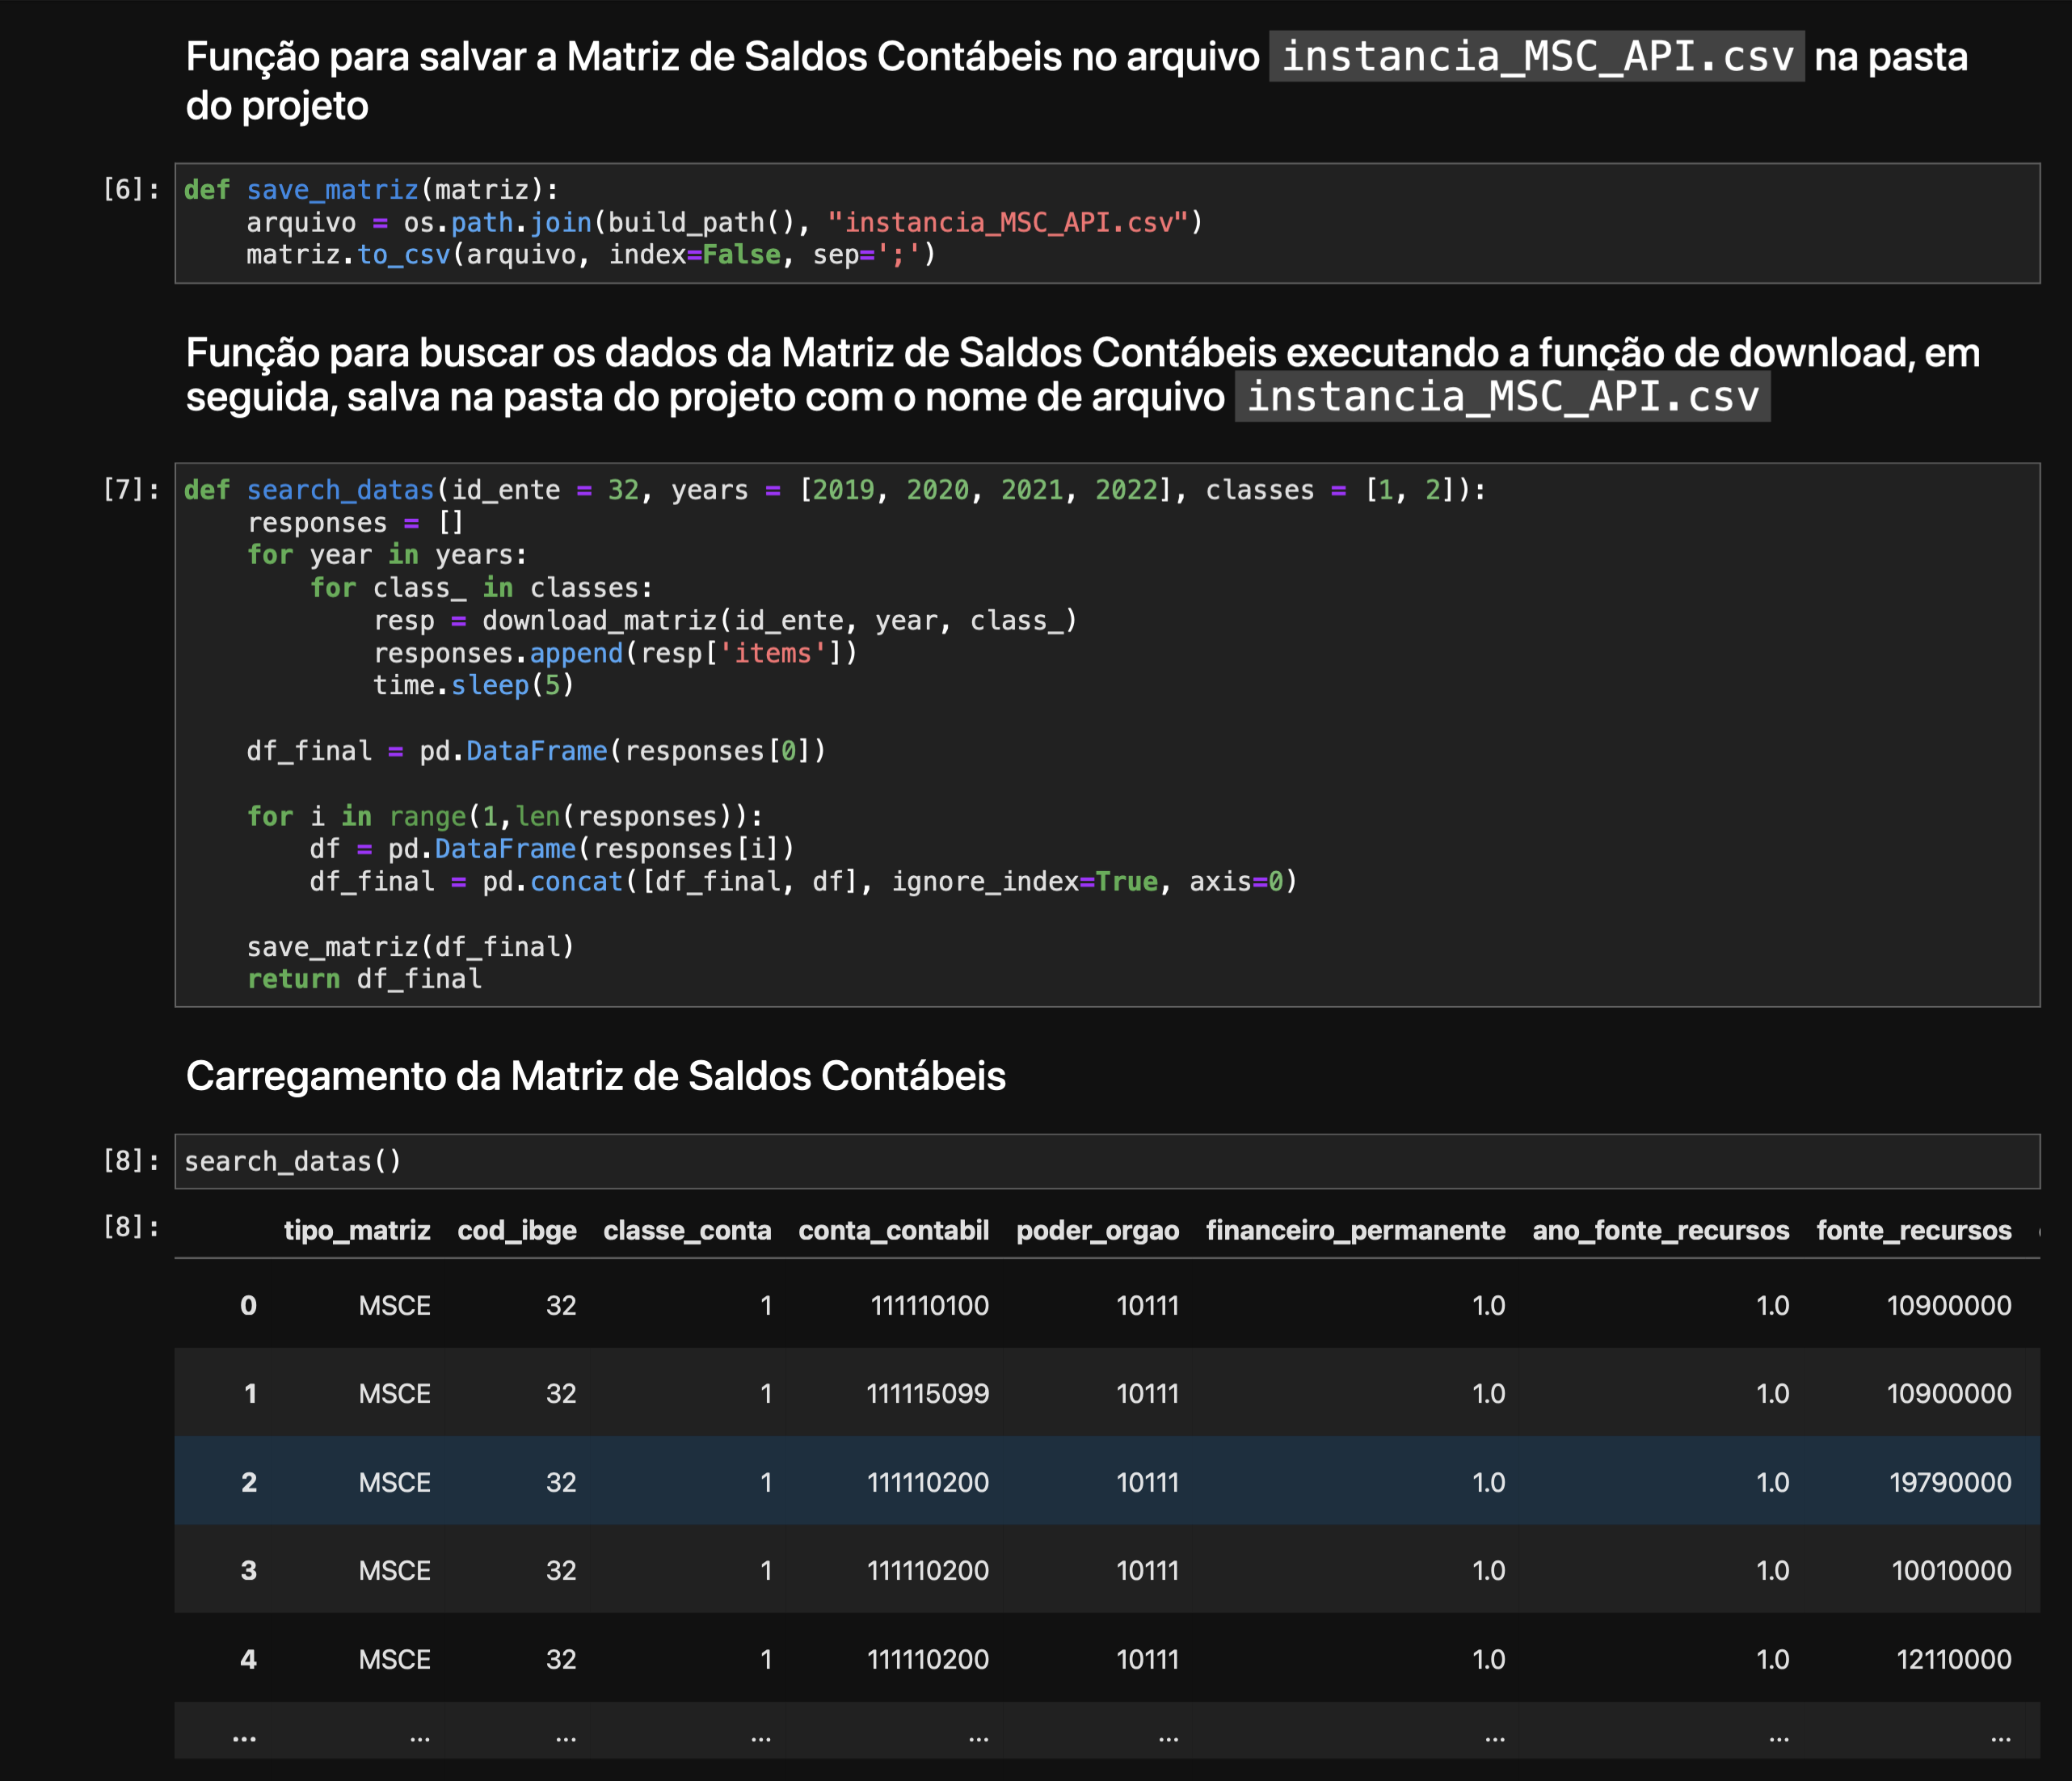 Função para salvar a Matriz de Saldos Contábeis no arquivo instancia_MSC_API.csv na pasta
do projeto
[6]: def save_matriz(matriz):
    arquivo = os.path.join(build_path(), "instancia_MSC_API.csv")
    matriz.to_csv(arquivo, index=False, sep=';')
Função para buscar os dados da Matriz de Saldos Contábeis executando a função de download, em
seguida, salva na pasta do projeto com o nome de arquivo instancia_MSC_API.csv
[7]: def search_datas(id_ente = 32, years = [2019, 2020, 2021, 2022], classes = [1, 2]):
    responses = []
    for year in years:
        for class_ in classes:
            resp = download_matriz(id_ente, year, class_)
            responses.append(resp['items'])
            time.sleep(5)
    df_final = pd.DataFrame(responses[0])
    for i in range(1,len(responses)):
        df = pd.DataFrame(responses[i])
        df_final = pd.concat([df_final, df], ignore_index=True, axis=0)
    save_matriz(df_final)
    return df_final
Carregamento da Matriz de Saldos Contábeis
[8]: search_datas()
[8]: tipo_matriz cod_ibge classe_conta conta_contabil poder_orgao financeiro_permanente ano_fonte_recursos fonte_recursos
0 MSCE 32 1 111110100 10111 1.0 1.0 10900000
1 MSCE 32 1 111115099 10111 1.0 1.0 10900000
2 MSCE 32 1 111110200 10111 1.0 1.0 19790000
3 MSCE 32 1 111110200 10111 1.0 1.0 10010000
4 MSCE 32 1 111110200 10111 1.0 1.0 12110000
... ... ... ... ... ... ... ... ...